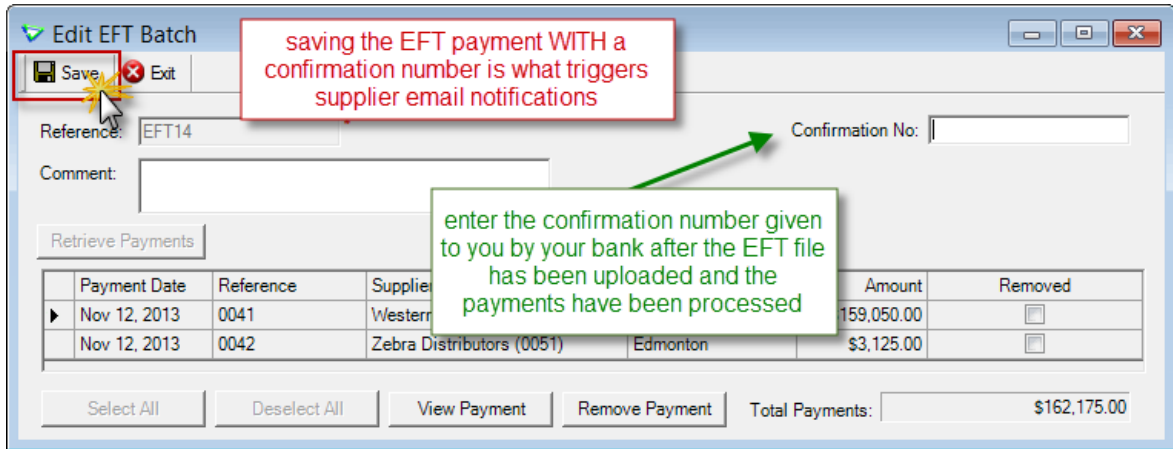 Edit EFT Batch
Save Exit
saving the EFT payment WITH a
confirmation number is what triggers
supplier email notifications
Reference: EFT14
Confirmation No:
Comment:
enter the confirmation number given
to you by your bank after the EFT file
has been uploaded and the
payments have been processed
Retrieve Payments
Payment Date Reference Supplier Amount Removed
Nov 12, 2013 0041 Western 159,050.00
Nov 12, 2013 0042 Zebra Distributors (0051) Edmonton $3,125.00
Select All Deselect All View Payment Remove Payment Total Payments: $162,175.00